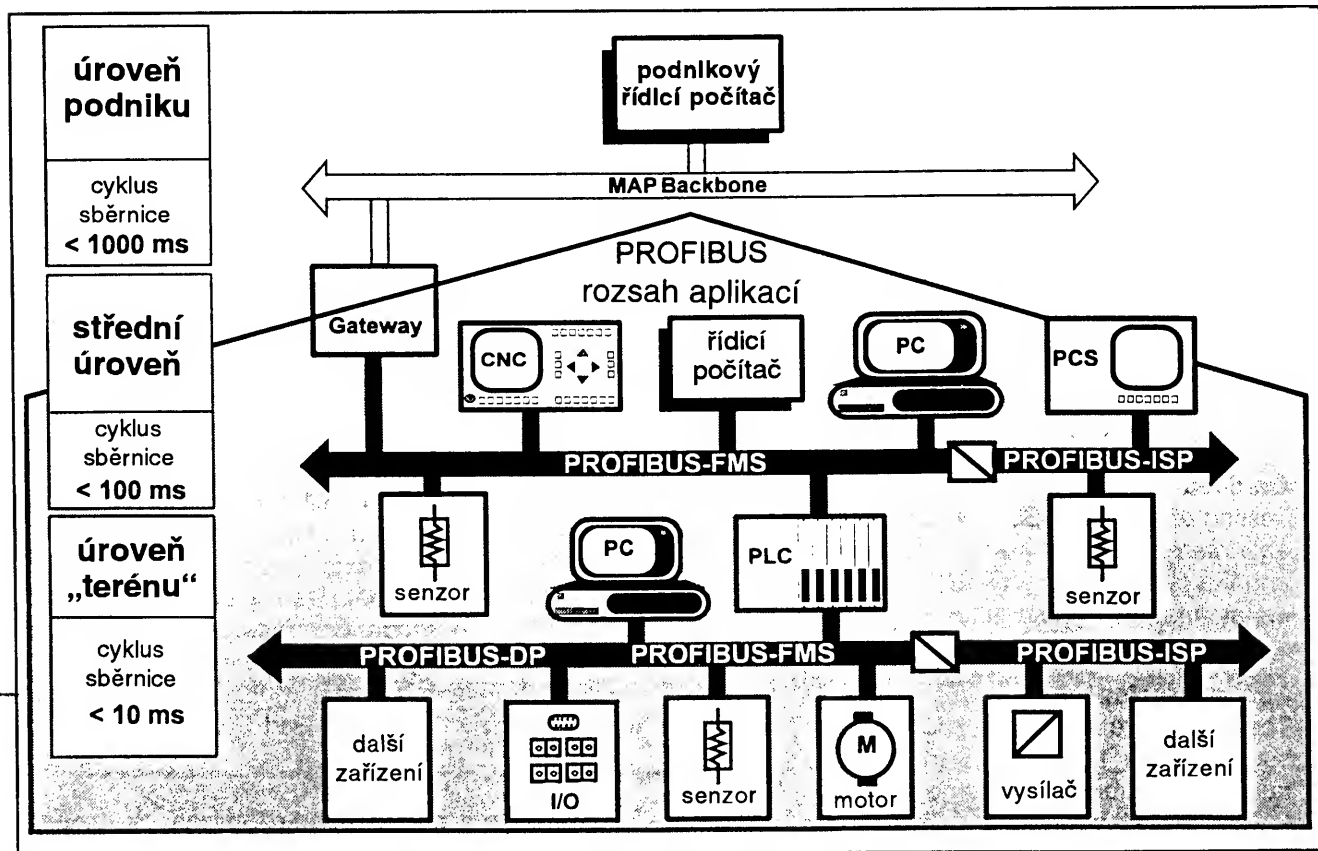 úroveň
podniku
cyklus
sběrnice
< 1000 ms
střední
úroveň
cyklus
sběrnice
< 100 ms
úroveň
„terénu“
cyklus
sběrnice
< 10 ms
podnikový
řídicí počítač
MAP Backbone
PROFIBUS
rozsah aplikací
Gateway
CNC
řídicí
počítač
PC
PCS
PROFIBUS-FMS
PROFIBUS-ISP
senzor
PC
PLC
senzor
PROFIBUS-DP
PROFIBUS-FMS
PROFIBUS-ISP
další
zařízení
I/O
senzor
M
motor
vysílač
další
zařízení